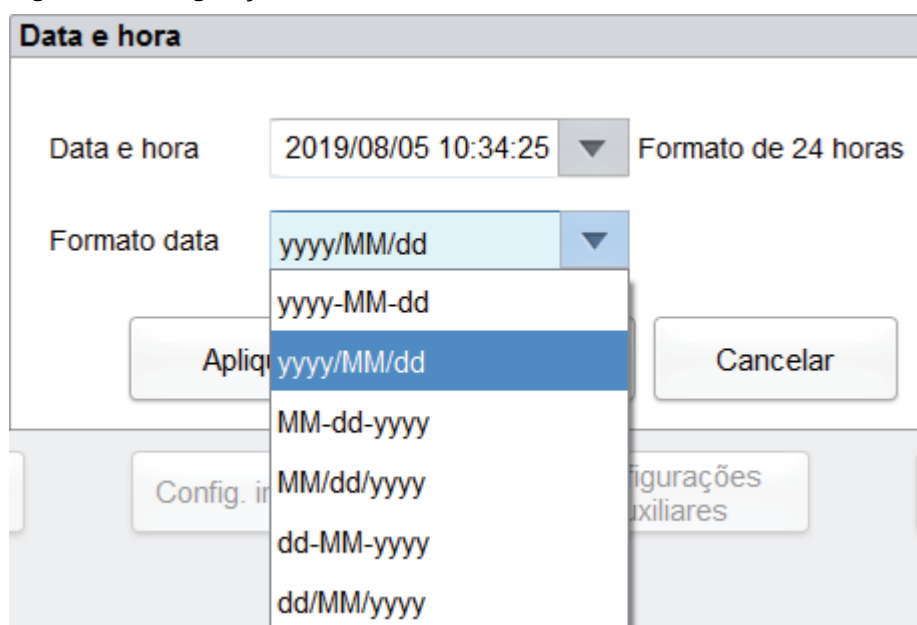 Data e hora
Data e hora 2019/08/05 10:34:25 Formato de 24 horas
Formato data yyyy/MM/dd
yyyy-MM-dd
yyyy/MM/dd
Cancelar
MM-dd-yyyy
Config.
MM/dd/yyyy
dd-MM-yyyy
dd/MM/yyyy